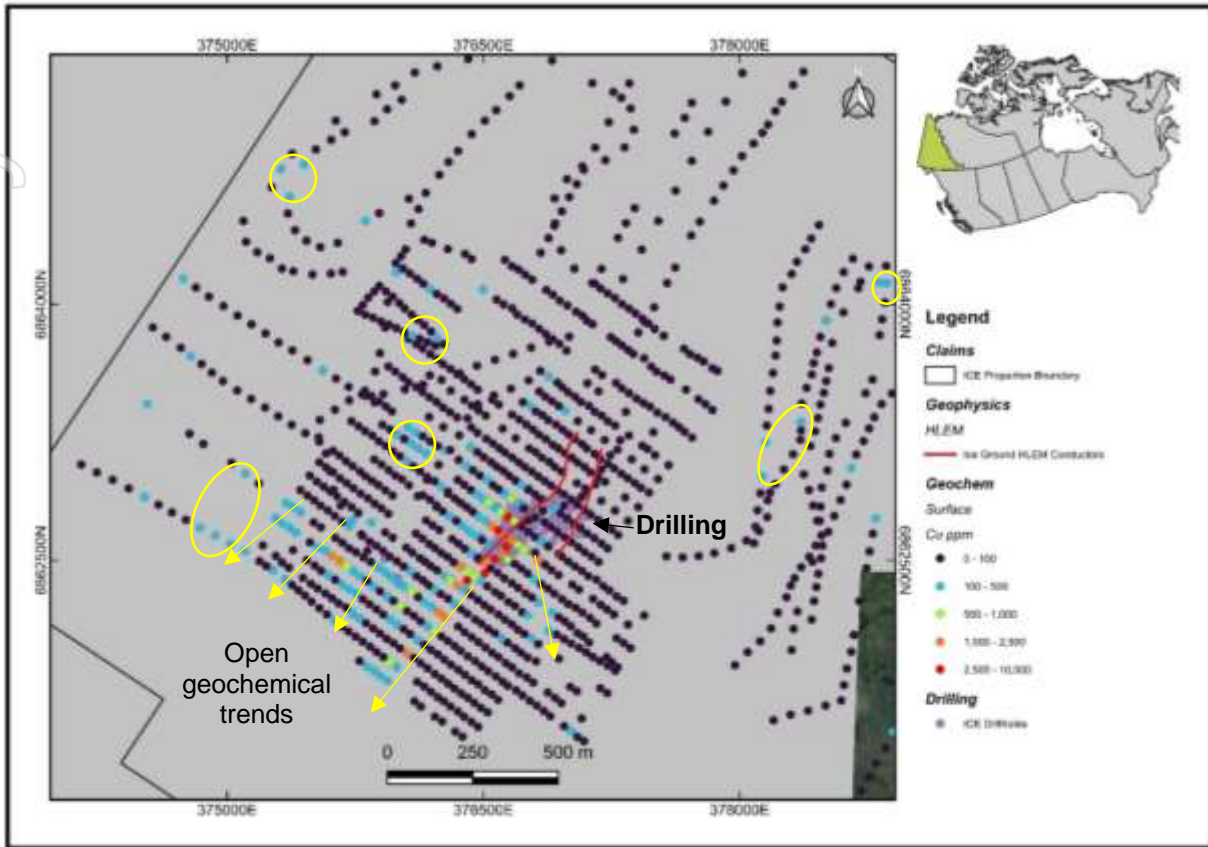 375000E 376500E 378000E
6864000N
6864000N
Legend
Claims
ICE Properties Boundary
Geophysics
HLEM
Ice Ground HLEM Conductors
Geochem
Surface
Cu ppm
0 - 100
100 - 500
500 - 1,000
1,000 - 2,500
2,500 - 10,000
Drilling
ICE Drillholes
Drilling
6862500N
6862500N
Open
geochemical
trends
0 250 500 m
375000E 376500E 378000E